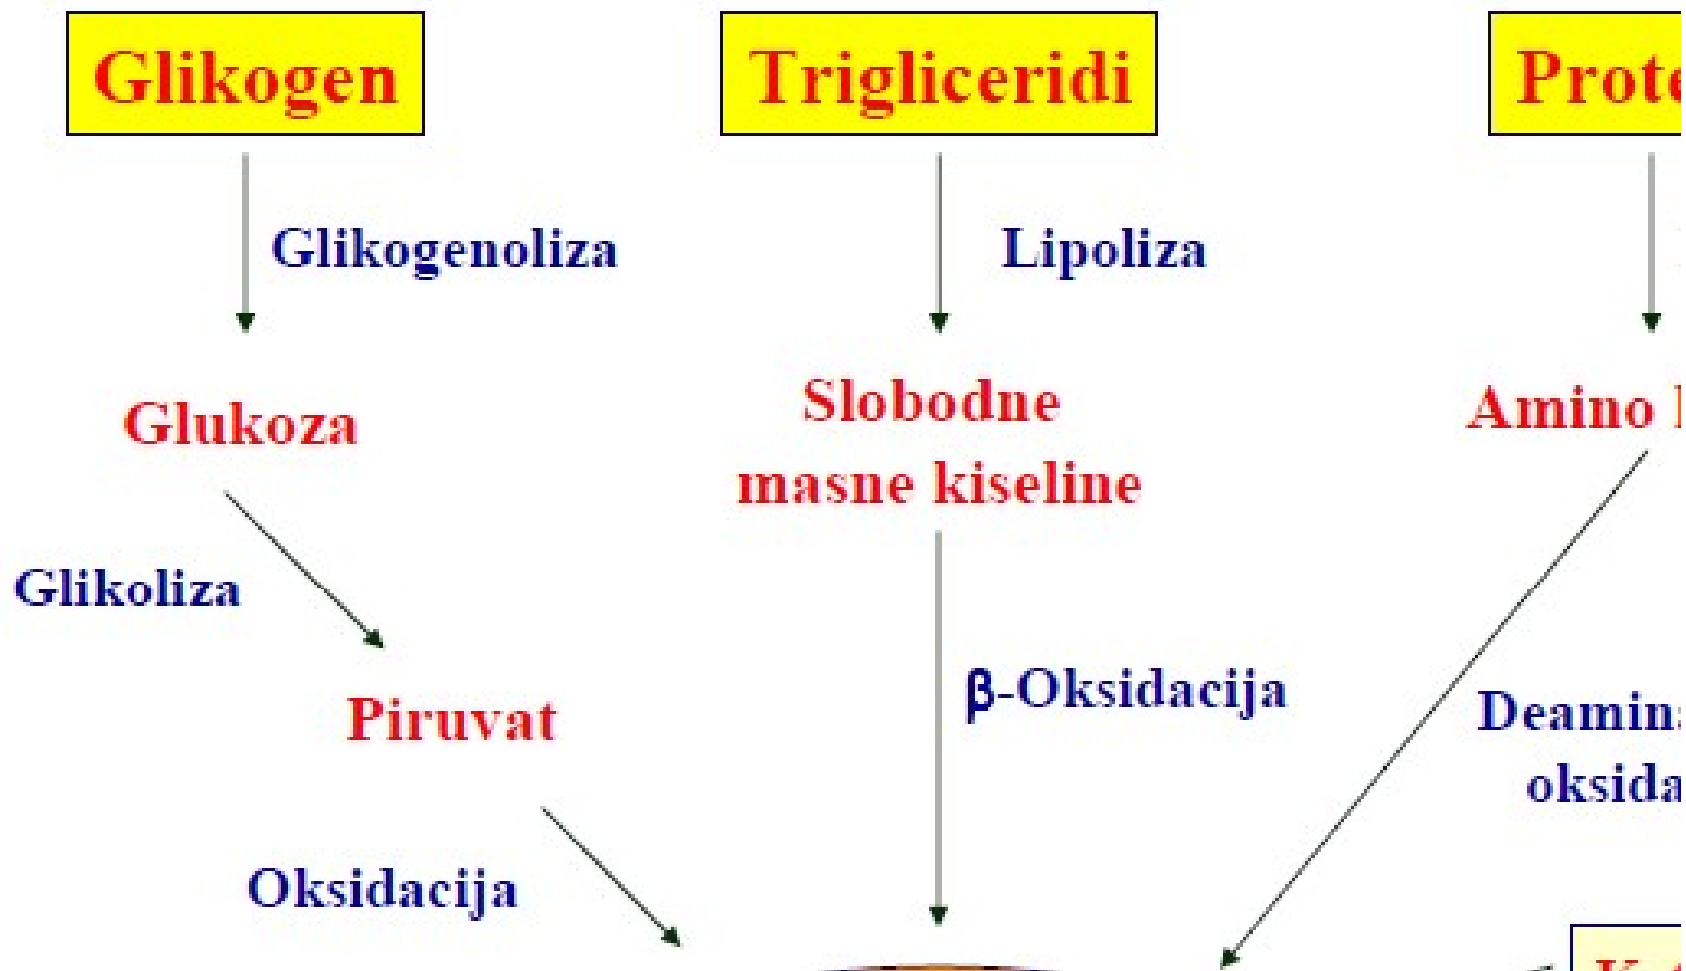 Glikogen
Trigliceridi
Glikogenoliza
Lipoliza
Glukoza
Slobodne
masne kiseline
Amino
Glikoliza
Piruvat
β-Oksidacija
Oksidacija